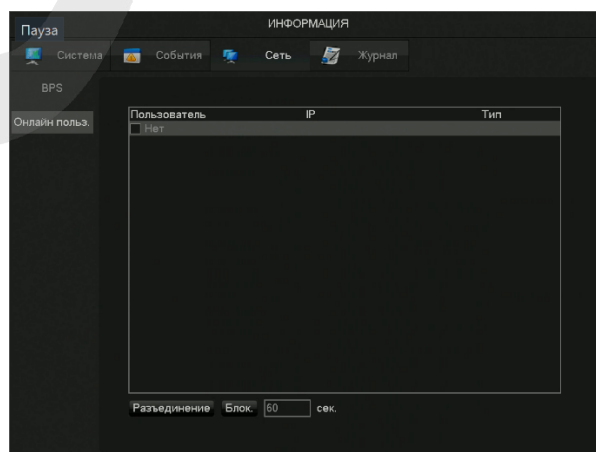 ИНФОРМАЦИЯ
Пауза
Система События Сеть Журнал
BPS
Онлайн польз.
Пользователь IP Тип
Нет
Разъединение Блок. 60 сек.